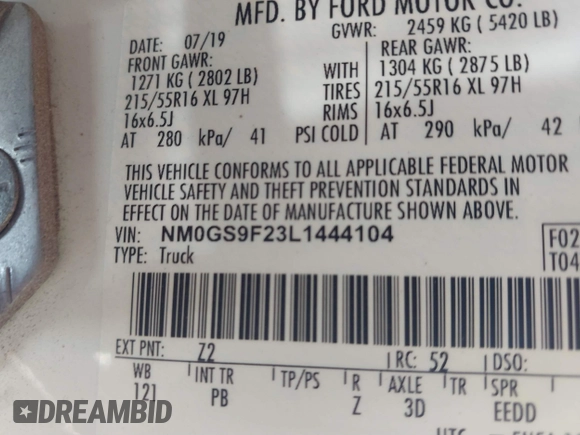 MFD. BY FORD MOTOR CO.
DATE: 07/19 GVWR: 2459 KG ( 5420 LB)
FRONT GAWR: REAR GAWR:
1271 KG ( 2802 LB) WITH 1304 KG ( 2875 LB)
215/55R16 XL 97H TIRES 215/55R16 XL 97H
16x6.5J RIMS 16x6.5J
AT 280 kPa/ 41 PSI COLD AT 290 kPa/ 42
THIS VEHICLE CONFORMS TO ALL APPLICABLE FEDERAL MOTOR
VEHICLE SAFETY AND THEFT PREVENTION STANDARDS IN
EFFECT ON THE DATE OF MANUFACTURE SHOWN ABOVE.
VIN: NM0GS9F23L1444104 F02
TYPE: Truck T04
EXT PNT: Z2 RC: 52 DSO:
WB INT TR TP/PS R AXLE TR SPR
121 PB Z 3D EEDD
DREAMBID